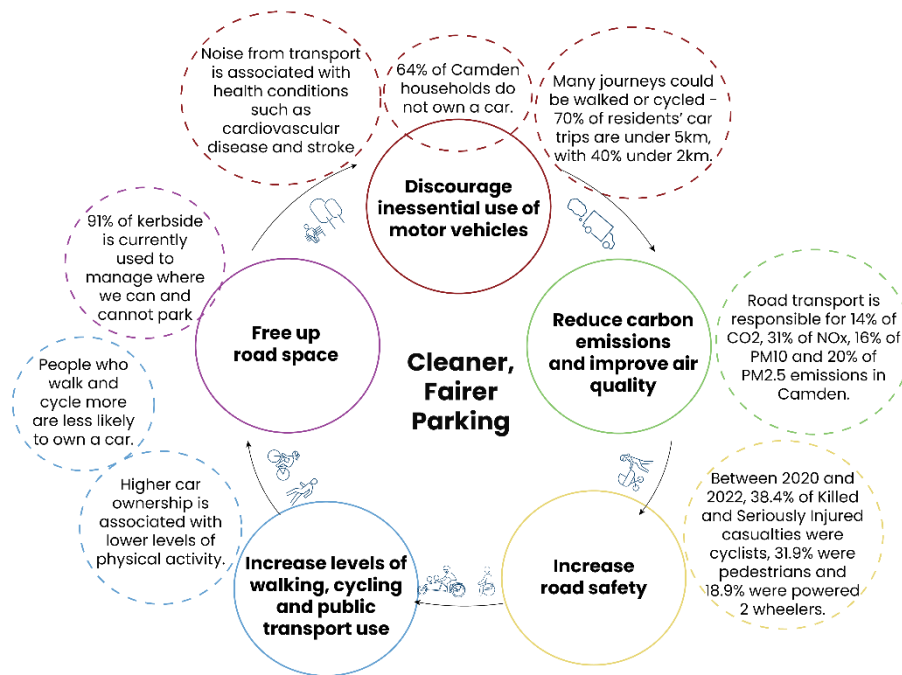 Noise from transport
is associated with
health conditions
such as
cardiovascular
disease and stroke
64% of Camden
households do
not own a car.
Many journeys could
be walked or cycled -
70% of residents' car
trips are under 5km,
with 40% under 2km.
Discourage
inessential use of
motor vehicles
91% of kerbside
is currently
used to
manage where
we can and
cannot park
Free up
road space
Reduce carbon
emissions
and improve air
quality
Road transport is
responsible for 14% of
CO2, 31% of NOx, 16% of
PM10 and 20% of
PM2.5 emissions in
Camden.
Cleaner,
Fairer
Parking
People who
walk and
cycle more
are less likely
to own a car.
Higher car
ownership is
associated with
lower levels of
physical activity.
Increase levels of
walking, cycling
and public
transport use
Increase
road safety
Between 2020 and
2022, 38.4% of Killed
and Seriously Injured
casualties were
cyclists, 31.9% were
pedestrians and
18.9% were powered
2 wheelers.